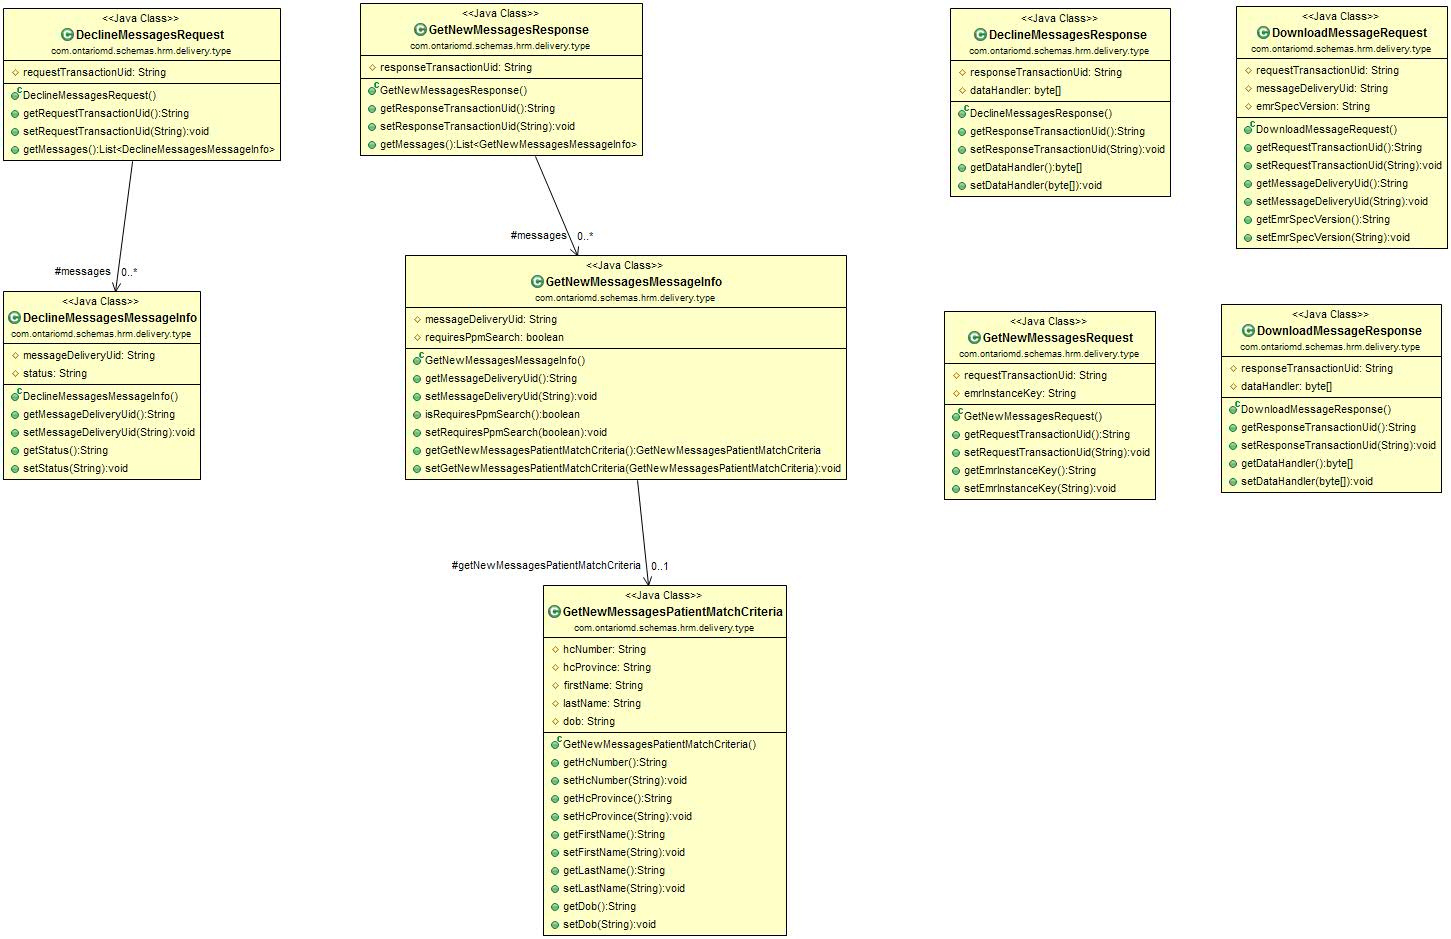 <<Java Class>>
DeclineMessagesRequest
com.ontariomd.schemas.hrm.delivery.type
requestTransactionUid: String
DeclineMessagesRequest()
getRequestTransactionUid():String
setRequestTransactionUid(String):void
getMessages():List<DeclineMessagesMessageInfo>
<<Java Class>>
GetNewMessagesResponse
com.ontariomd.schemas.hrm.delivery.type
responseTransactionUid: String
GetNewMessagesResponse()
getResponseTransactionUid():String
setResponseTransactionUid(String):void
getMessages():List<GetNewMessagesMessageInfo>
<<Java Class>>
DeclineMessagesResponse
com.ontariomd.schemas.hrm.delivery.type
responseTransactionUid: String
dataHandler: byte[]
DeclineMessagesResponse()
getResponseTransactionUid():String
setResponseTransactionUid(String):void
getDataHandler():byte[]
setDataHandler(byte[]):void
<<Java Class>>
DownloadMessageRequest
com.ontariomd.schemas.hrm.delivery.type
requestTransactionUid: String
messageDeliveryUid: String
emrSpecVersion: String
DownloadMessageRequest()
getRequestTransactionUid():String
setRequestTransactionUid(String):void
getMessageDeliveryUid():String
setMessageDeliveryUid(String):void
getEmrSpecVersion():String
setEmrSpecVersion(String):void
#messages 0..*
#messages 0..*
<<Java Class>>
DeclineMessagesMessageInfo
com.ontariomd.schemas.hrm.delivery.type
messageDeliveryUid: String
status: String
DeclineMessagesMessageInfo()
getMessageDeliveryUid():String
setMessageDeliveryUid(String):void
getStatus():String
setStatus(String):void
<<Java Class>>
GetNewMessagesMessageInfo
com.ontariomd.schemas.hrm.delivery.type
messageDeliveryUid: String
requiresPpmSearch: boolean
GetNewMessagesMessageInfo()
getMessageDeliveryUid():String
setMessageDeliveryUid(String):void
isRequiresPpmSearch():boolean
setRequiresPpmSearch(boolean):void
getGetNewMessagesPatientMatchCriteria():GetNewMessagesPatientMatchCriteria
setGetNewMessagesPatientMatchCriteria(GetNewMessagesPatientMatchCriteria):void
<<Java Class>>
GetNewMessagesRequest
com.ontariomd.schemas.hrm.delivery.type
requestTransactionUid: String
emrInstanceKey: String
GetNewMessagesRequest()
getRequestTransactionUid():String
setRequestTransactionUid(String):void
getEmrInstanceKey():String
setEmrInstanceKey(String):void
<<Java Class>>
DownloadMessageResponse
com.ontariomd.schemas.hrm.delivery.type
responseTransactionUid: String
dataHandler: byte[]
DownloadMessageResponse()
getResponseTransactionUid():String
setResponseTransactionUid(String):void
getDataHandler():byte[]
setDataHandler(byte[]):void
#getNewMessagesPatientMatchCriteria 0..1
<<Java Class>>
GetNewMessagesPatientMatchCriteria
com.ontariomd.schemas.hrm.delivery.type
hcNumber: String
hcProvince: String
firstName: String
lastName: String
dob: String
GetNewMessagesPatientMatchCriteria()
getHcNumber():String
setHcNumber(String):void
getHcProvince():String
setHcProvince(String):void
getFirstName():String
setFirstName(String):void
getLastName():String
setLastName(String):void
getDob():String
setDob(String):void